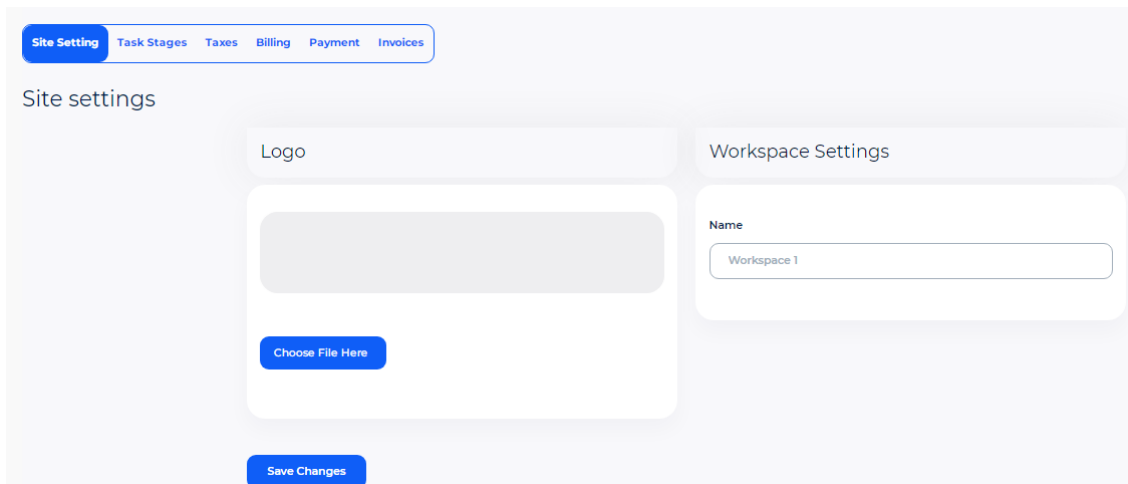 Site Setting Task Stages Taxes Billing Payment Invoices
Site settings
Logo
Workspace Settings
Name
Workspace 1
Choose File Here
Save Changes